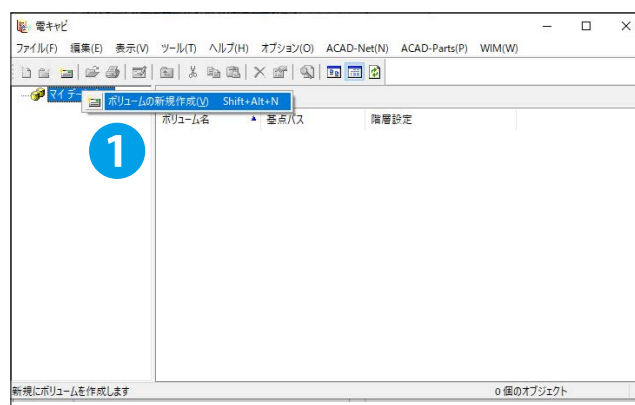 電キャビ
ファイル(F) 編集(E) 表示(V) ツール(T) ヘルプ(H) オプション(O) ACAD-Net(N) ACAD-Parts(P) WIM(W)
マイデ
ボリュームの新規作成(V) Shift+Alt+N
ボリューム名 基点パス 階層設定
1
新規にボリュームを作成します 0 個のオブジェクト